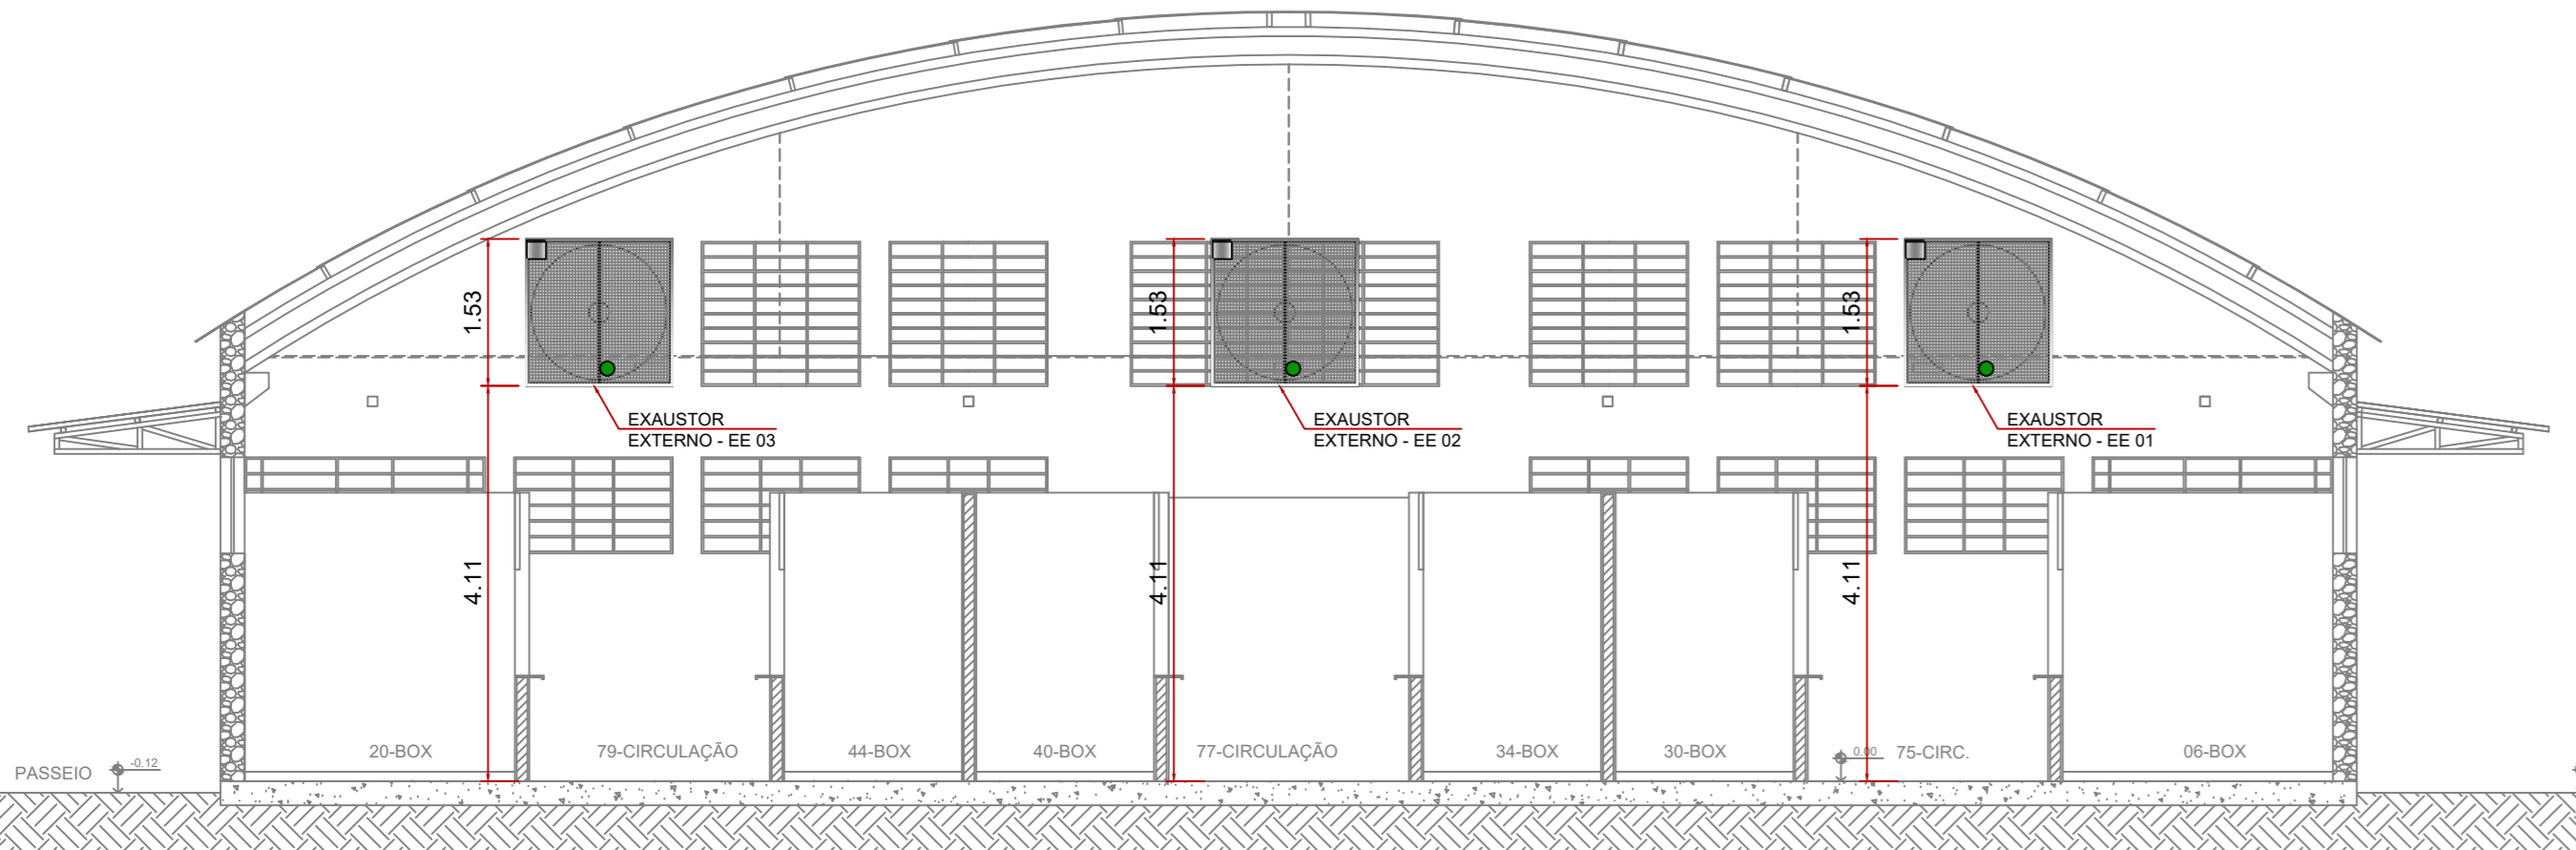 1.53
1.53
1.53
EXAUSTOR
EXTERNO - EE 03
EXAUSTOR
EXTERNO - EE 02
EXAUSTOR
EXTERNO - EE 01
4.11
4.11
4.11
20-BOX
79-CIRCULAÇÃO
44-BOX
40-BOX
77-CIRCULAÇÃO
34-BOX
30-BOX
0.00
75-CIRC.
06-BOX
PASSEIO
-0.12